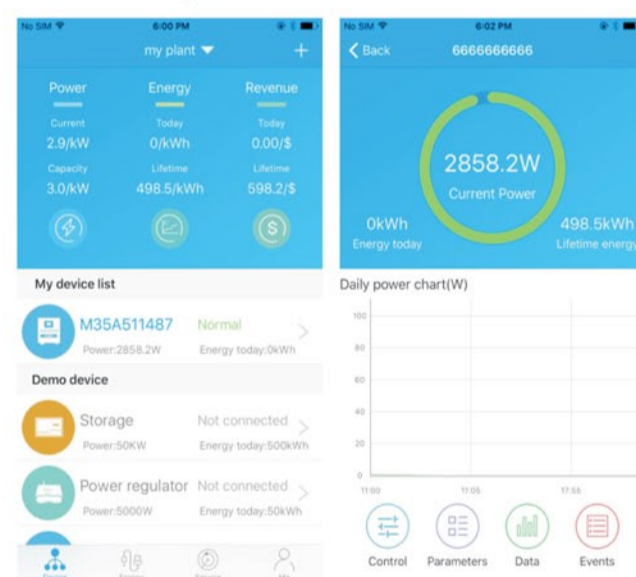 No SIM 6:00 PM
my plant
+
Power Energy Revenue
Current Today Today
2.9/kW 0/kWh 0.00/$
Capacity Lifetime Lifetime
3.0/kW 498.5/kWh 598.2/$
$
My device list
M35A511487 Normal
Power:2858.2W Energy today:0kWh
Demo device
Storage Not connected
Power:50KW Energy today:500kWh
Power regulator Not connected
Power:5000W Energy today:50kWh
No SIM 6:02 PM
Back 6666666666
2858.2W
Current Power
0kWh 498.5kWh
Energy today Lifetime energy
Daily power chart(W)
100
80
60
40
20
0
11:00 11:05 17:55
Control Parameters Data Events